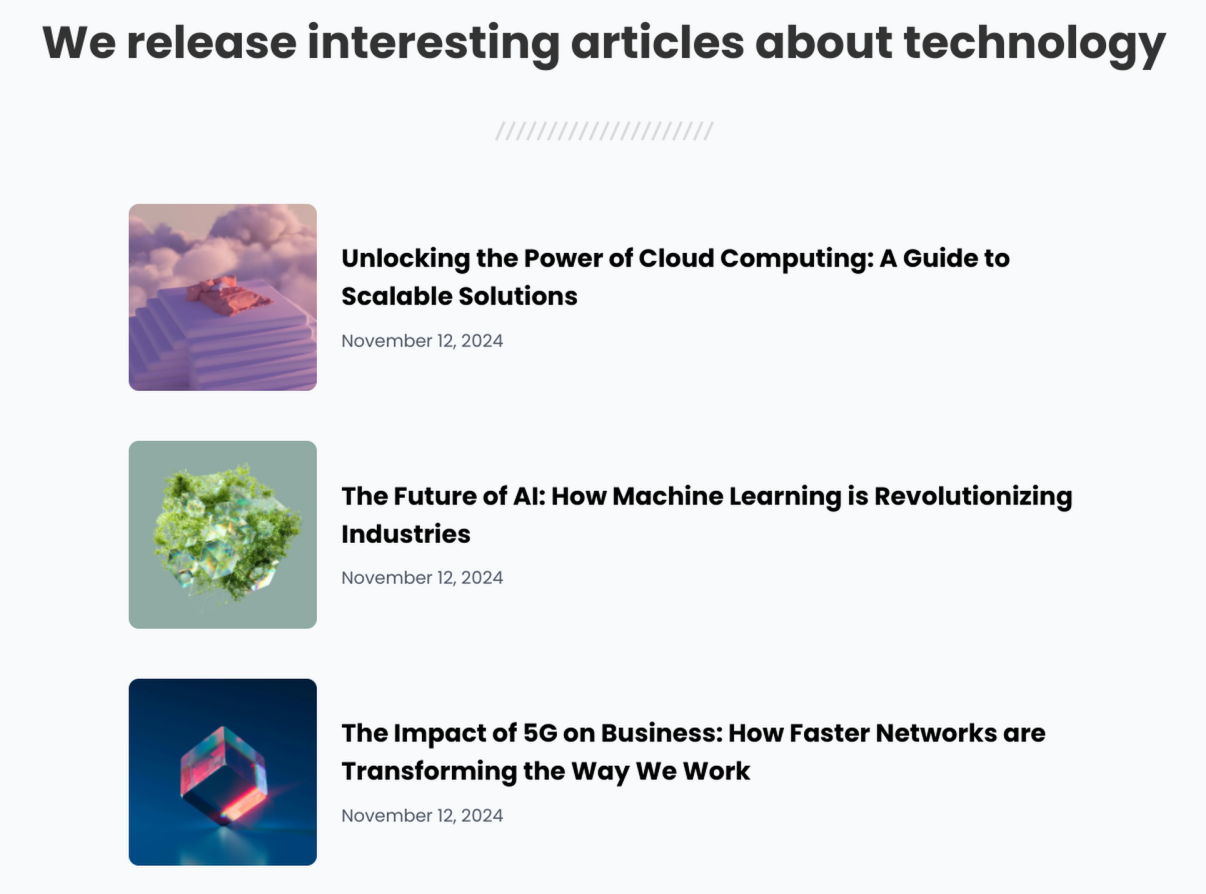 We release interesting articles about technology
Unlocking the Power of Cloud Computing: A Guide to
Scalable Solutions
November 12, 2024
The Future of AI: How Machine Learning is Revolutionizing
Industries
November 12, 2024
The Impact of 5G on Business: How Faster Networks are
Transforming the Way We Work
November 12, 2024